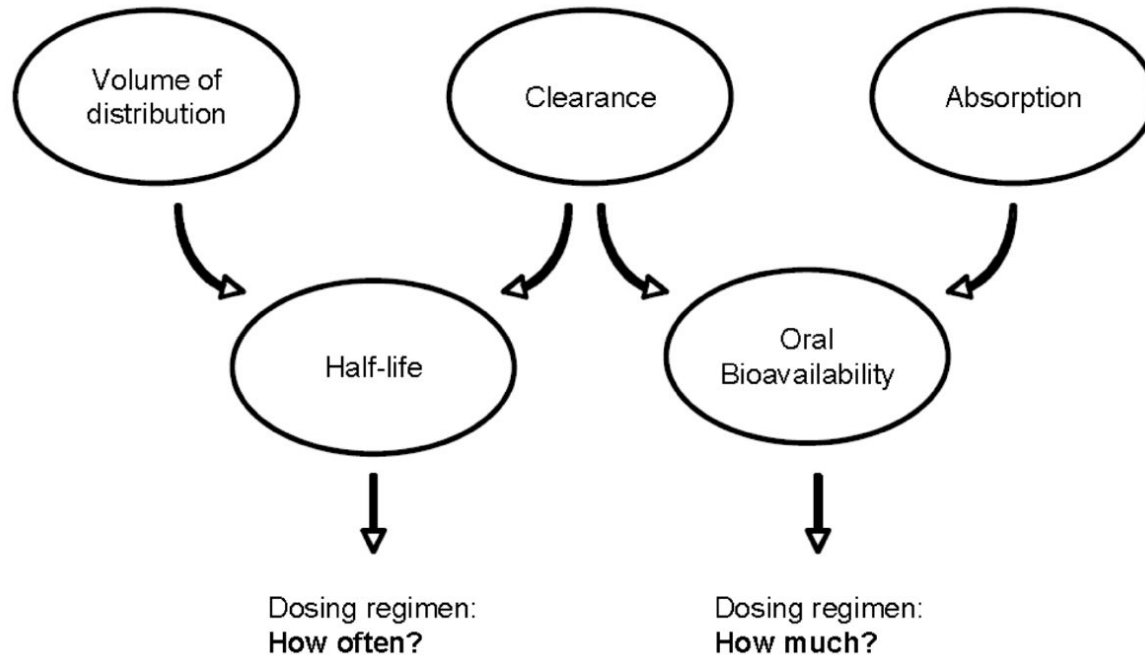 Volume of
distribution
Clearance
Absorption
Half-life
Oral
Bioavailability
Dosing regimen:
How often?
Dosing regimen:
How much?